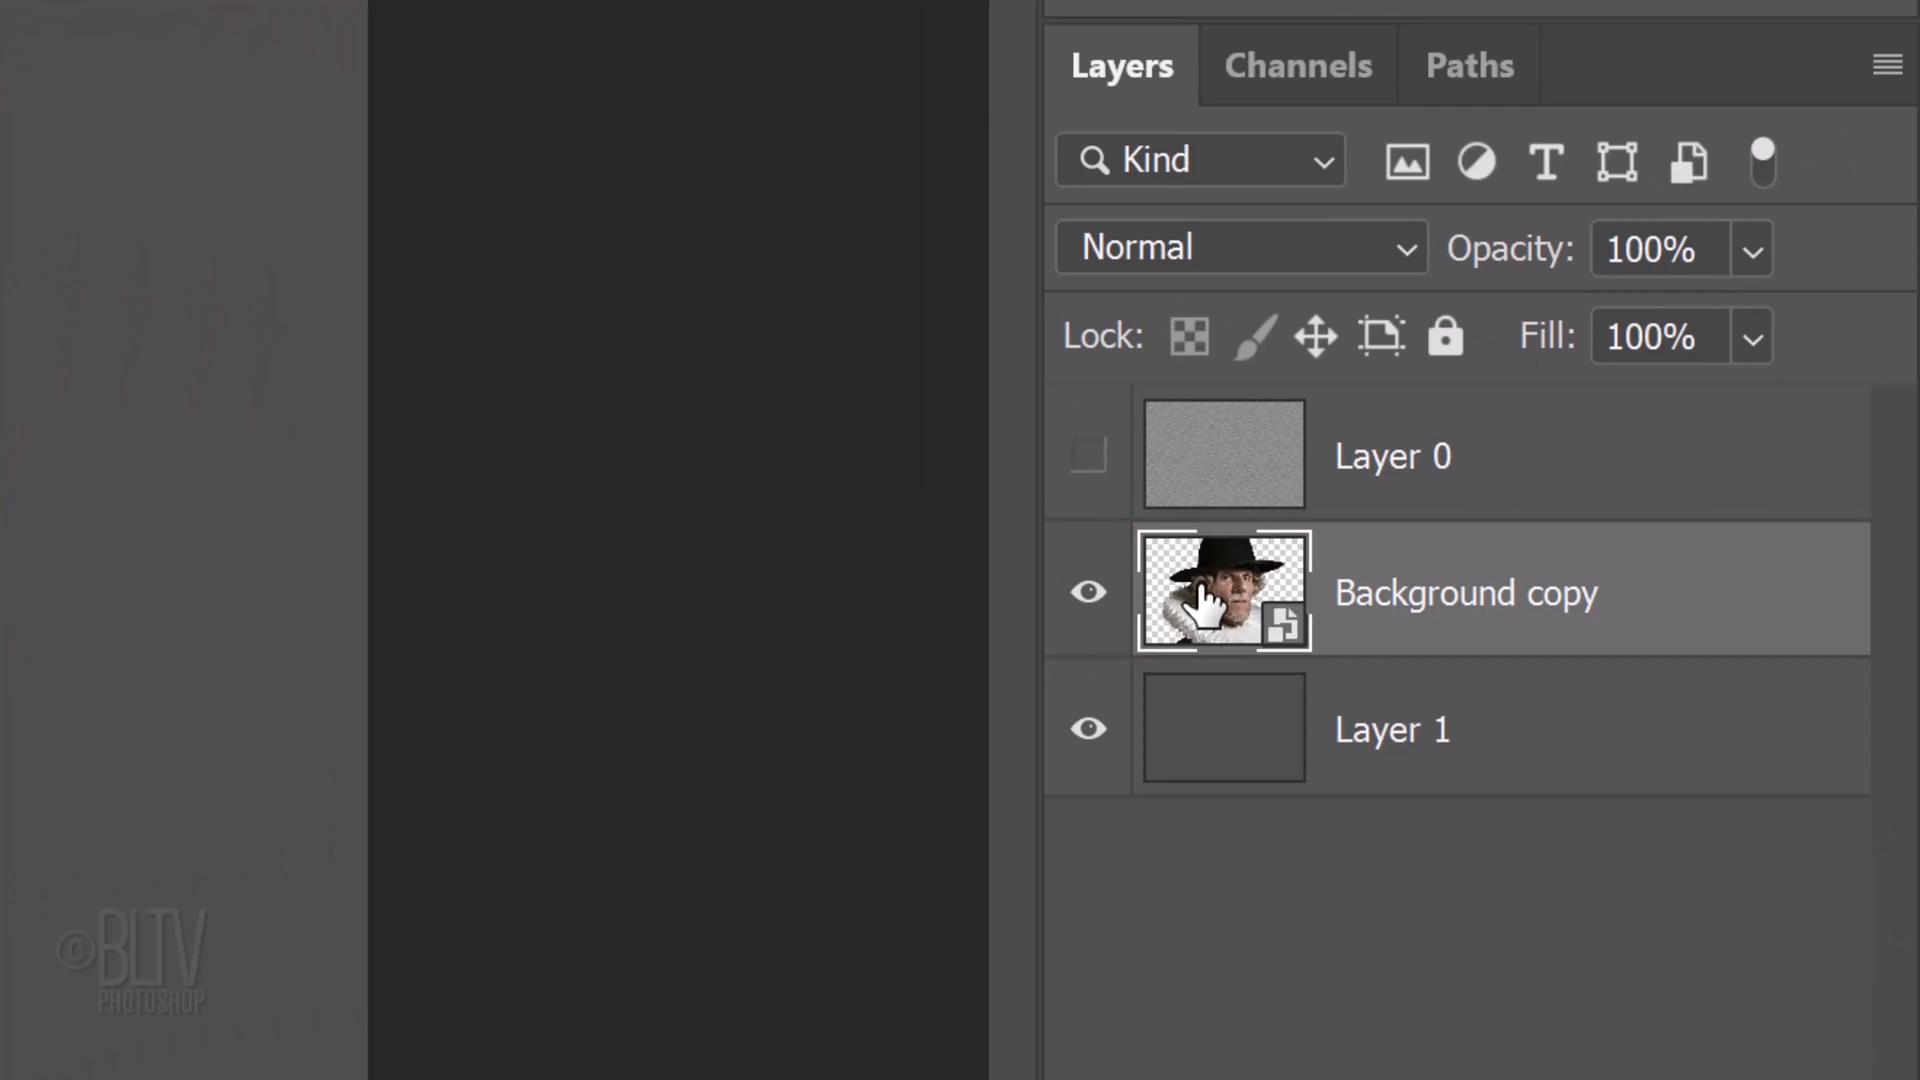 Layers Channels Paths
Kind
Normal Opacity: 100%
Lock: Fill: 100%
Layer 0
Background copy
Layer 1
©BLTV
PHOTOSHOP